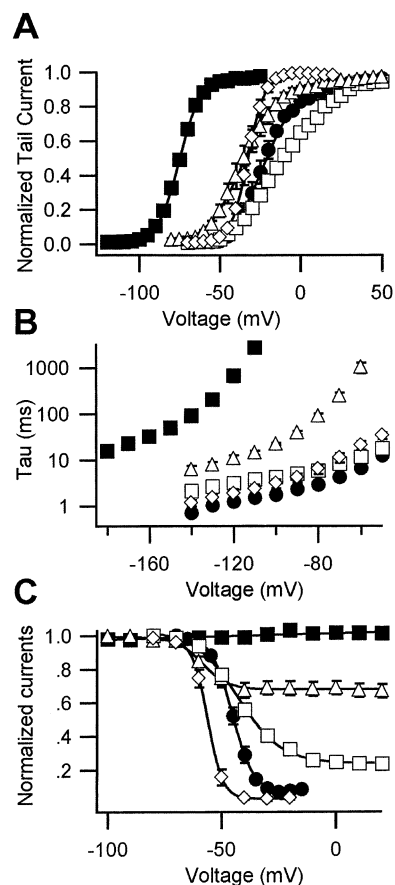 A
Normalized Tail Current
1.0
0.8
0.6
0.4
0.2
0.0
-100
-50
0
50
Voltage (mV)
B
Tau (ms)
1000
100
10
1
-160
-120
-80
Voltage (mV)
C
Normalized currents
1.0
.8
.6
.4
.2
-100
-50
0
Voltage (mV)